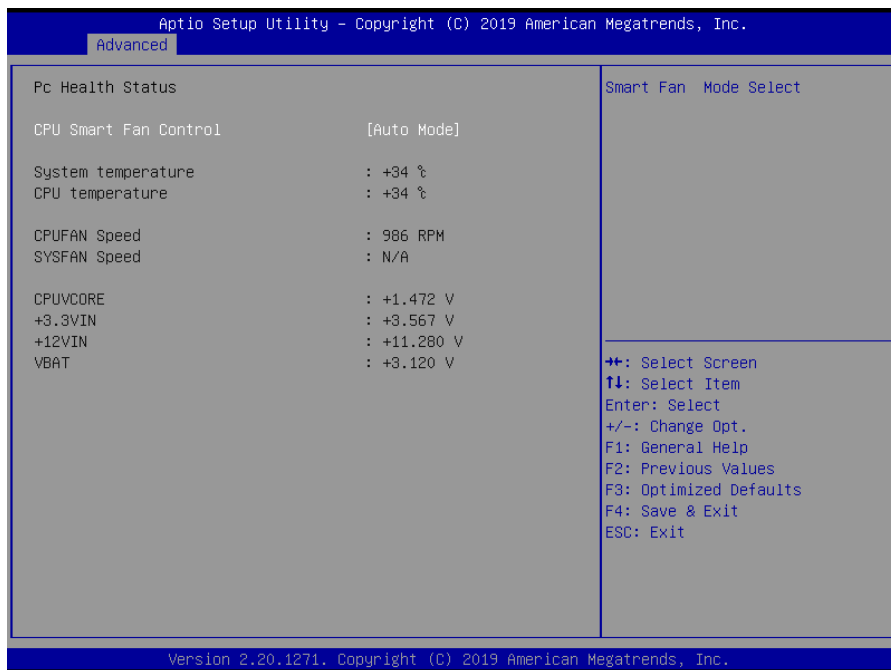 Aptio Setup Utility – Copyright (C) 2019 American Megatrends, Inc.
Advanced
Pc Health Status
CPU Smart Fan Control [Auto Mode]
System temperature : +34 ℃
CPU temperature : +34 ℃
CPUFAN Speed : 986 RPM
SYSFAN Speed : N/A
CPUVCORE : +1.472 V
+3.3VIN : +3.567 V
+12VIN : +11.280 V
VBAT : +3.120 V
Smart Fan Mode Select
→←: Select Screen
↑↓: Select Item
Enter: Select
+/-: Change Opt.
F1: General Help
F2: Previous Values
F3: Optimized Defaults
F4: Save & Exit
ESC: Exit
Version 2.20.1271. Copyright (C) 2019 American Megatrends, Inc.